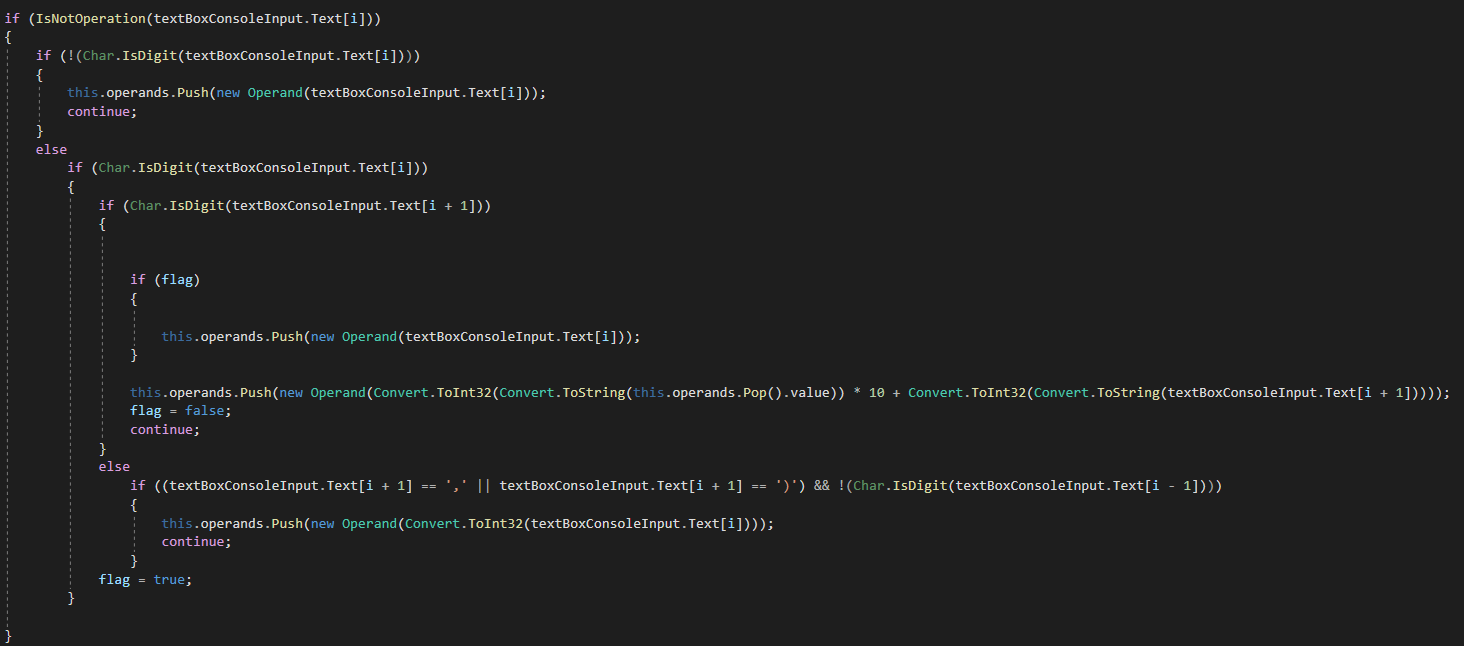 if (IsNotOperation(textBoxConsoleInput.Text[i]))
{
    if (!(Char.IsDigit(textBoxConsoleInput.Text[i])))
    {
        this.operands.Push(new Operand(textBoxConsoleInput.Text[i]));
        continue;
    }
    else
        if (Char.IsDigit(textBoxConsoleInput.Text[i]))
        {
            if (Char.IsDigit(textBoxConsoleInput.Text[i + 1]))
            {
                if (flag)
                {
                    this.operands.Push(new Operand(textBoxConsoleInput.Text[i]));
                }
                this.operands.Push(new Operand(Convert.ToInt32(Convert.ToString(this.operands.Pop().value)) * 10 + Convert.ToInt32(Convert.ToString(textBoxConsoleInput.Text[i + 1]))));
                flag = false;
                continue;
            }
            else
                if ((textBoxConsoleInput.Text[i + 1] == ',' || textBoxConsoleInput.Text[i + 1] == ')') && !(Char.IsDigit(textBoxConsoleInput.Text[i - 1])))
                {
                    this.operands.Push(new Operand(Convert.ToInt32(textBoxConsoleInput.Text[i])));
                    continue;
                }
            flag = true;
        }
}